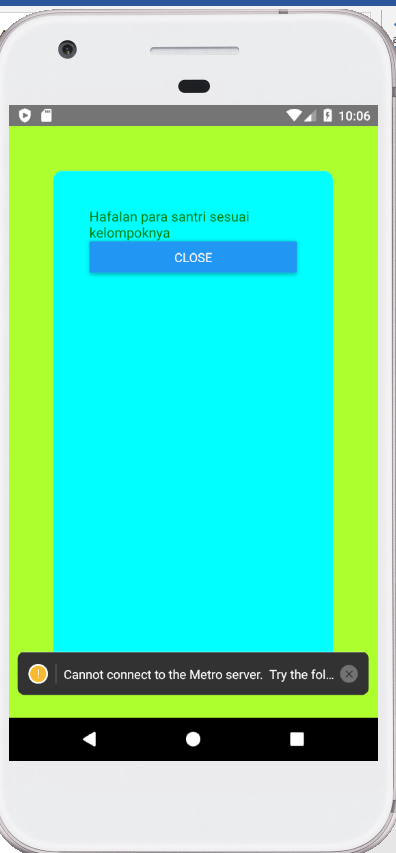 10:06
Hafalan para santri sesuai
kelompoknya
CLOSE
Cannot connect to the Metro server. Try the fol...